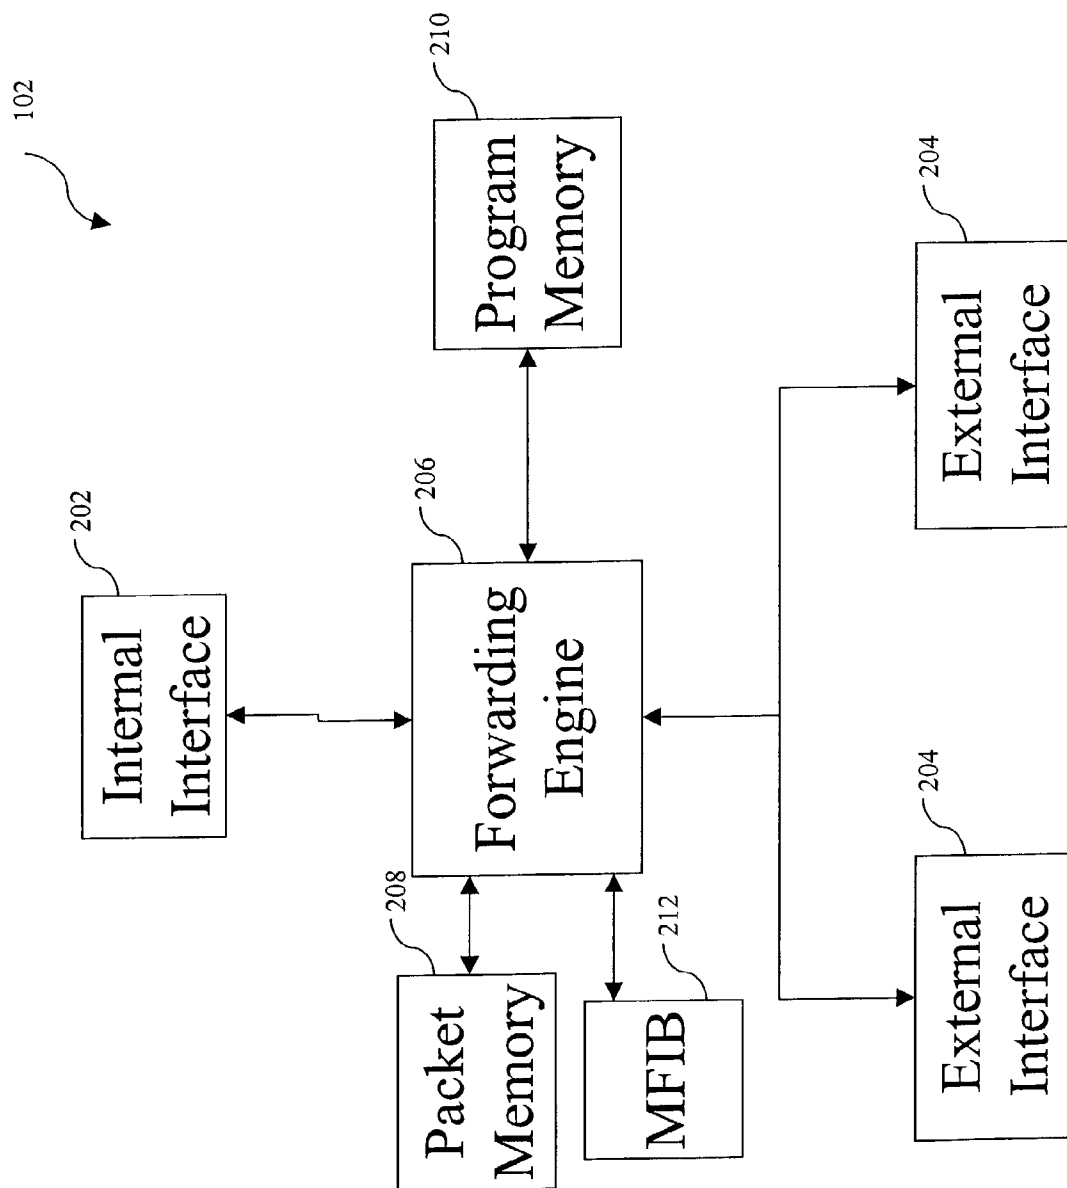 102
210
Program
Memory
202
Internal
Interface
206
Forwarding
Engine
208
Packet
Memory
212
MFIB
204
External
Interface
204
External
Interface